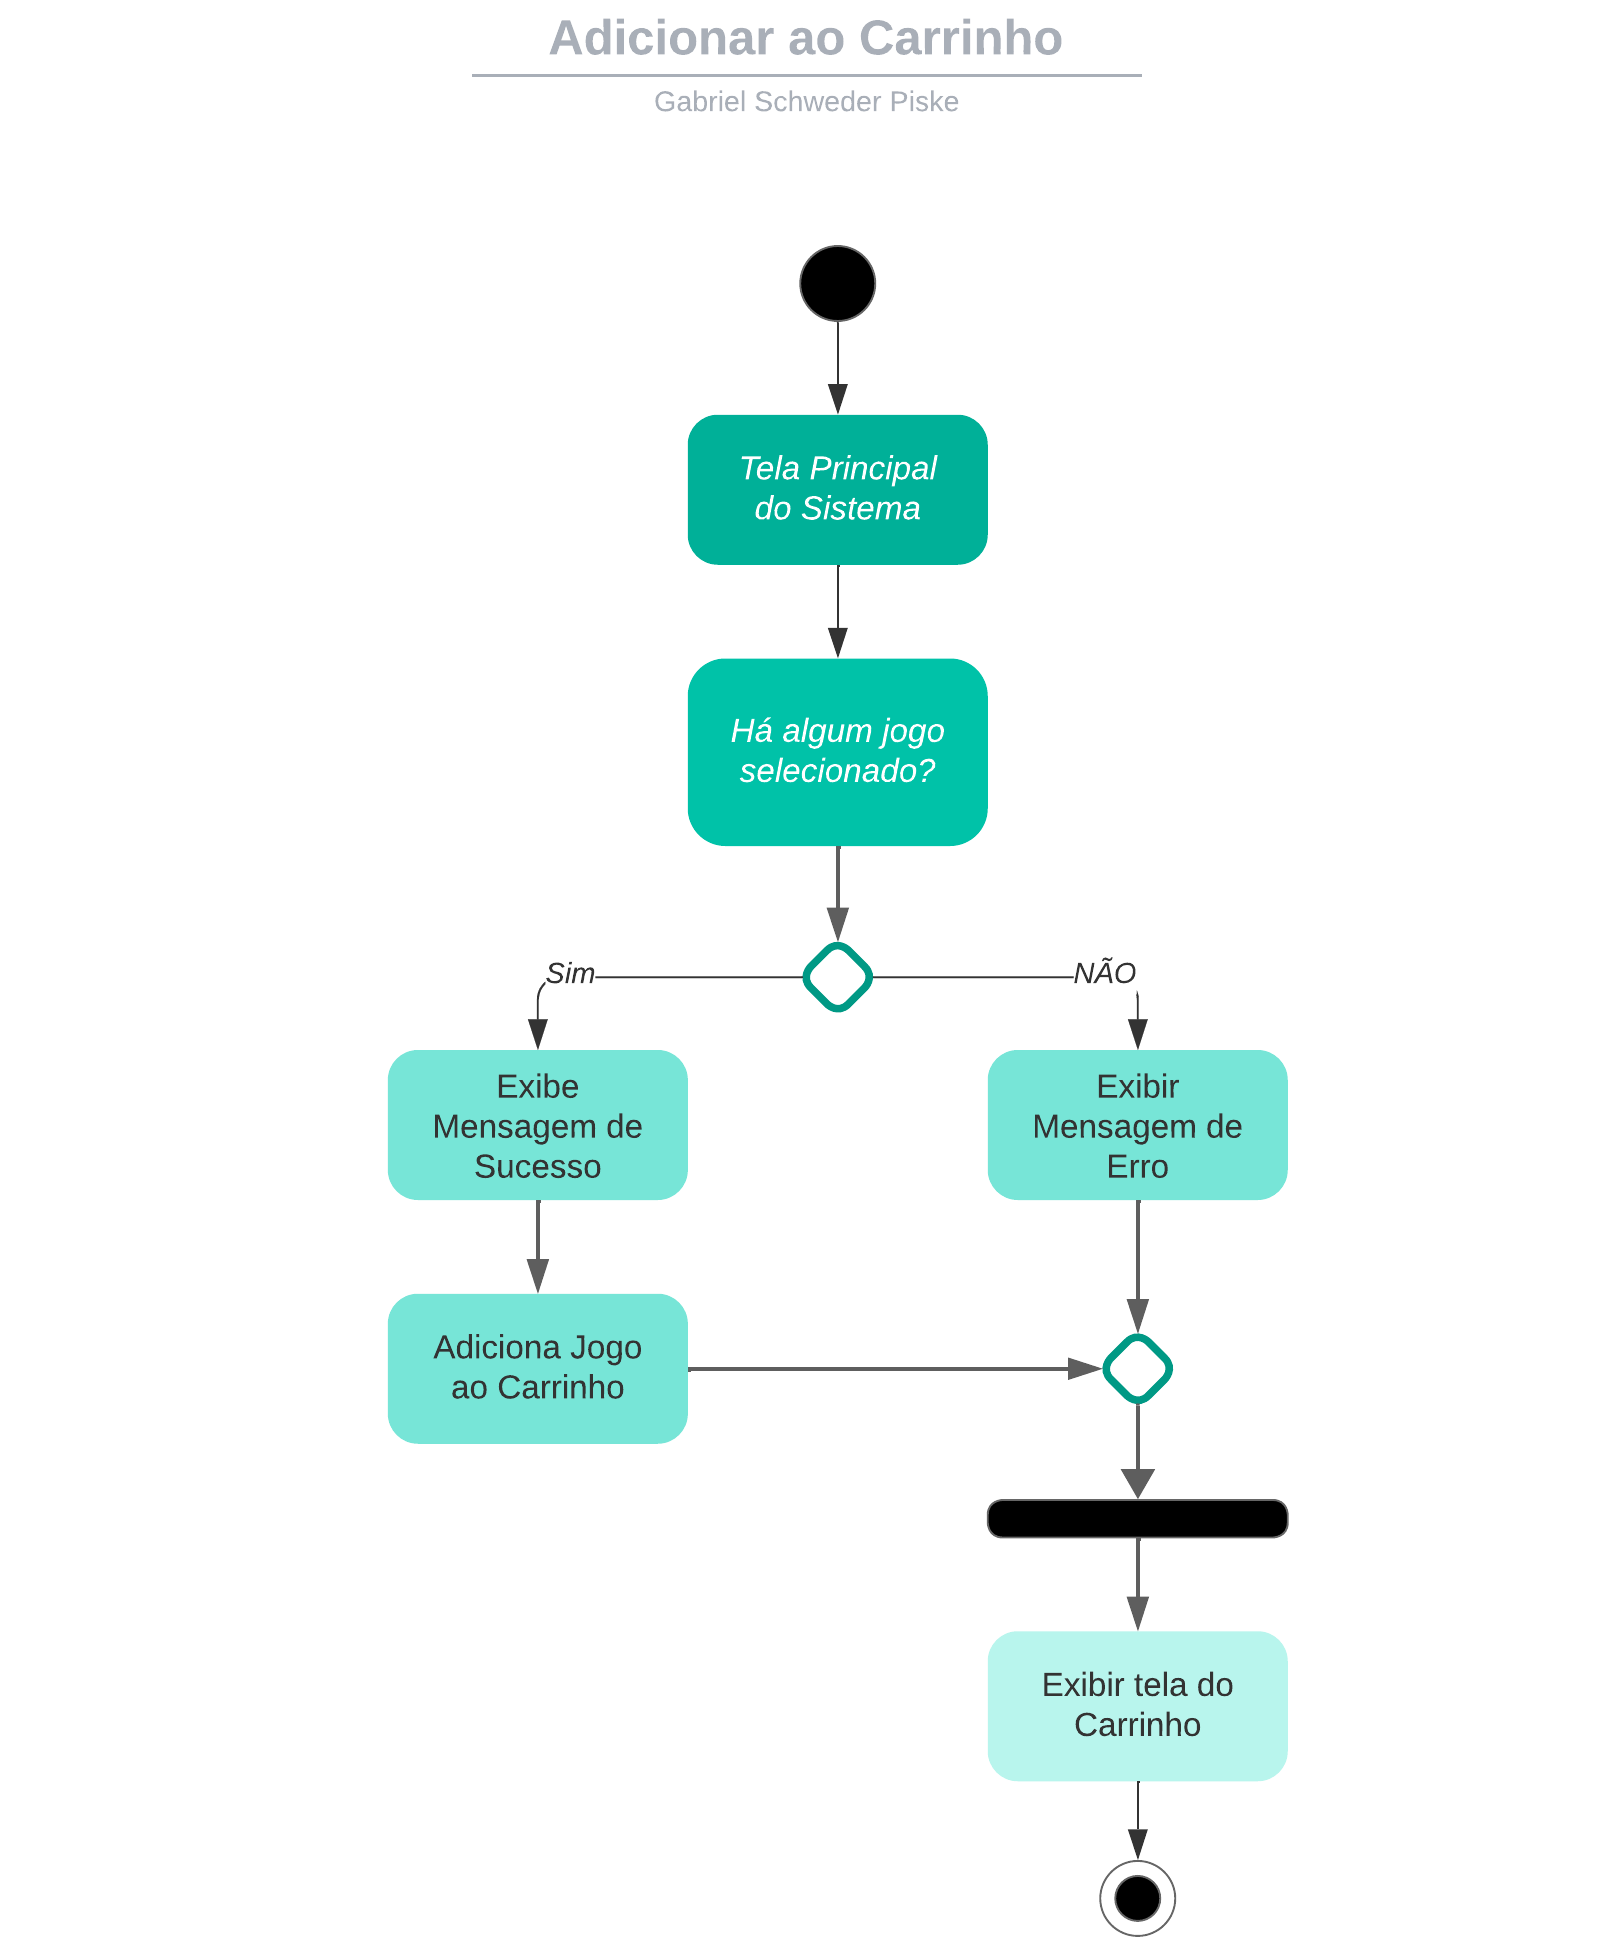 Adicionar ao Carrinho
Gabriel Schweder Piske
Tela Principal
do Sistema
Há algum jogo
selecionado?
Sim
NÃO
Exibe
Mensagem de
Sucesso
Exibir
Mensagem de
Erro
Adiciona Jogo
ao Carrinho
Exibir tela do
Carrinho